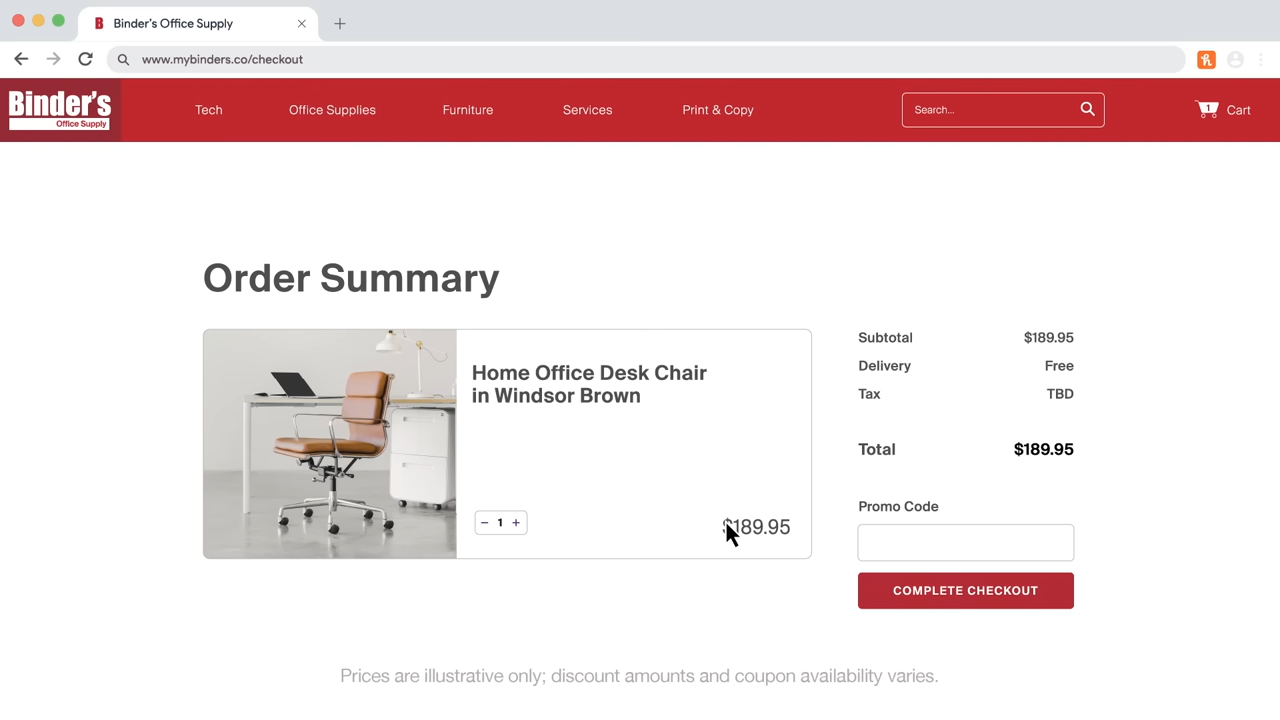 Binder's Office Supply
www.mybinders.co/checkout
Binder's
Office Supply
Tech
Office Supplies
Furniture
Services
Print & Copy
Search...
1
Cart
Order Summary
Home Office Desk Chair
in Windsor Brown
− 1 +
$189.95
Subtotal $189.95
Delivery Free
Tax TBD
Total $189.95
Promo Code
COMPLETE CHECKOUT
Prices are illustrative only; discount amounts and coupon availability varies.